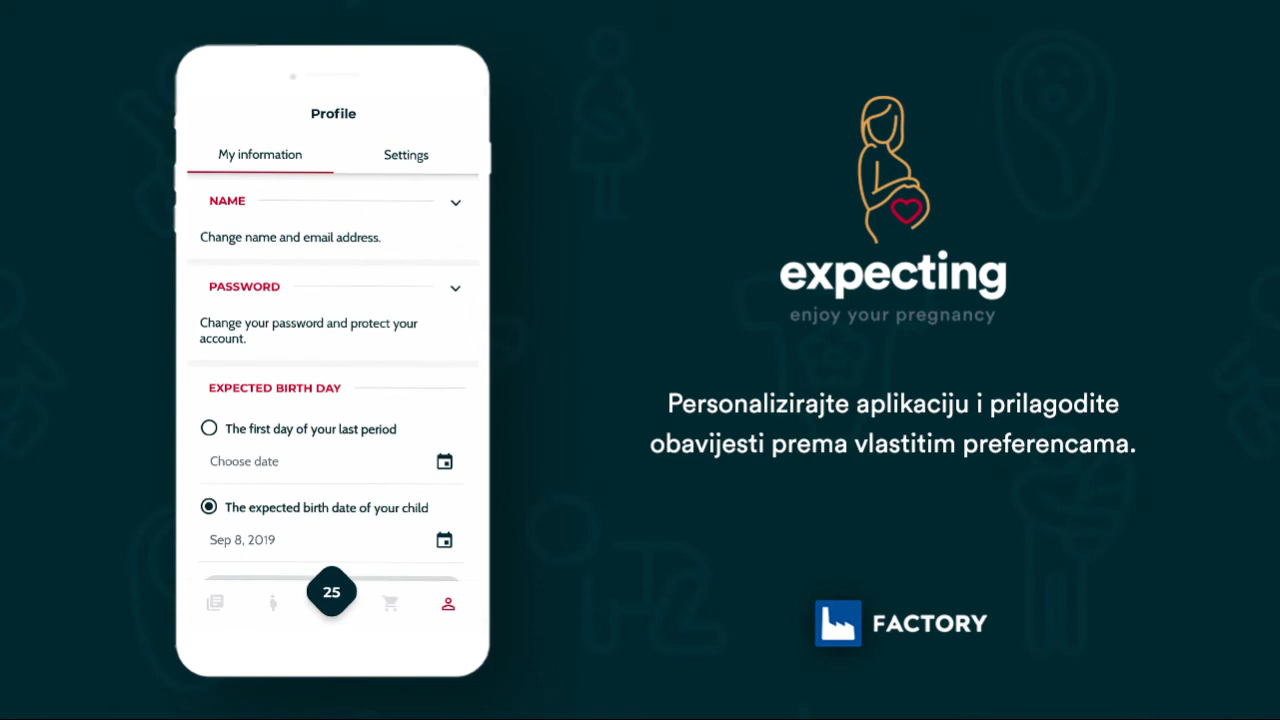 Profile
My information
Settings
NAME
Change name and email address.
PASSWORD
Change your password and protect your
account.
EXPECTED BIRTH DAY
The first day of your last period
Choose date
The expected birth date of your child
Sep 8, 2019
25
expecting
enjoy your pregnancy
Personalizirajte aplikaciju i prilagodite
obavijesti prema vlastitim preferencama.
FACTORY